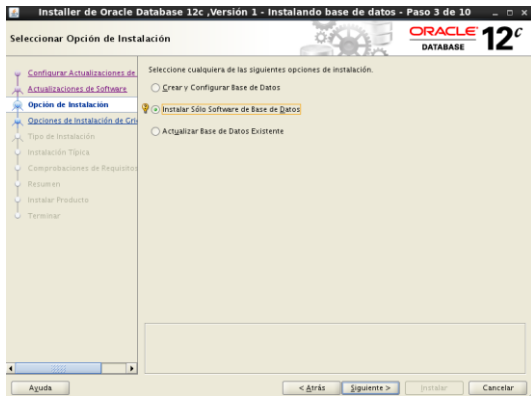 Installer de Oracle Database 12c ,Versión 1 - Instalando base de datos - Paso 3 de 10
Seleccionar Opción de Instalación
ORACLE
DATABASE
12c
Configurar Actualizaciones de
Actualizaciones de Software
Opción de Instalación
Opciones de Instalación de Gri
Tipo de Instalación
Instalación Típica
Comprobaciones de Requisitos
Resumen
Instalar Producto
Terminar
Seleccione cualquiera de las siguientes opciones de instalación.
Crear y Configurar Base de Datos
Instalar Sólo Software de Base de Datos
Actualizar Base de Datos Existente
Ayuda
< Atrás
Siguiente >
Instalar
Cancelar